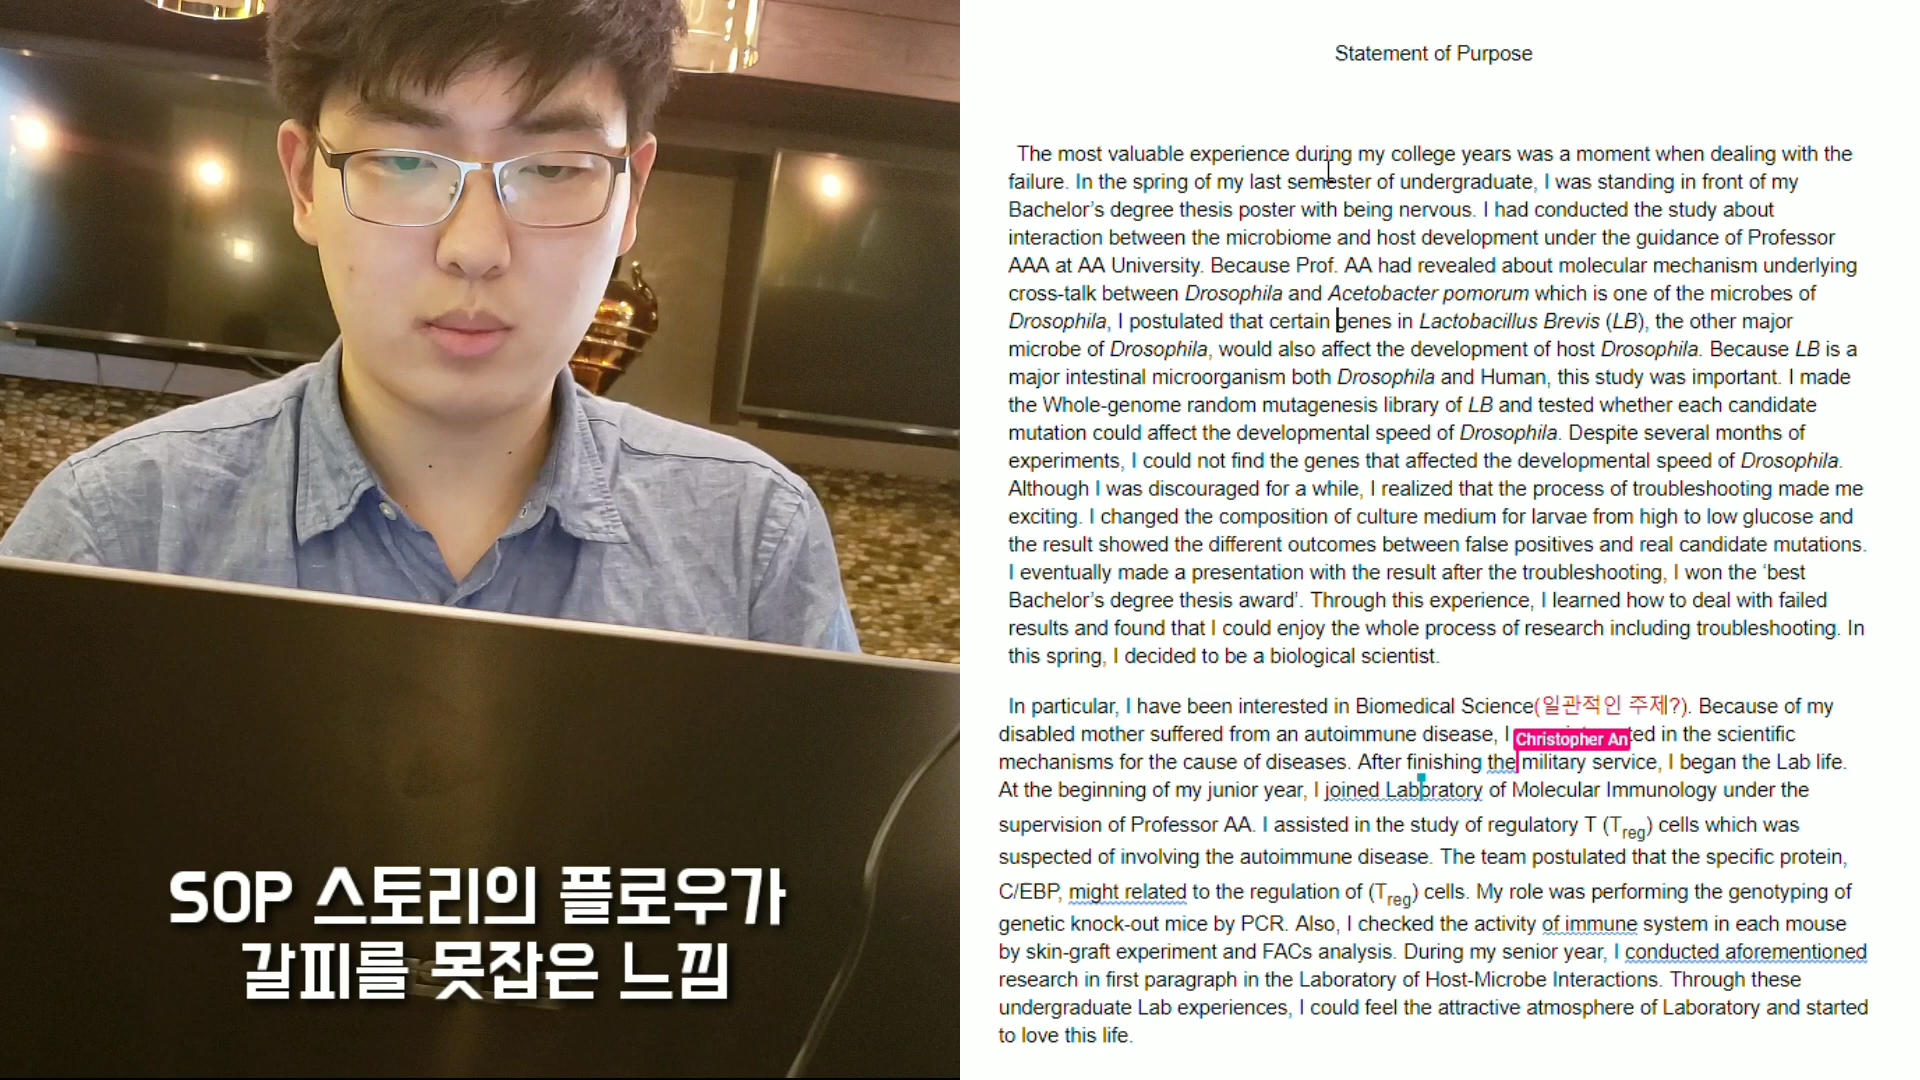 SOP 스토리의 플로우가
갈피를 못잡은 느낌
Statement of Purpose
The most valuable experience during my college years was a moment when dealing with the
failure. In the spring of my last semester of undergraduate, I was standing in front of my
Bachelor’s degree thesis poster with being nervous. I had conducted the study about
interaction between the microbiome and host development under the guidance of Professor
AAA at AA University. Because Prof. AA had revealed about molecular mechanism underlying
cross-talk between Drosophila and Acetobacter pomorum which is one of the microbes of
Drosophila, I postulated that certain genes in Lactobacillus Brevis (LB), the other major
microbe of Drosophila, would also affect the development of host Drosophila. Because LB is a
major intestinal microorganism both Drosophila and Human, this study was important. I made
the Whole-genome random mutagenesis library of LB and tested whether each candidate
mutation could affect the developmental speed of Drosophila. Despite several months of
experiments, I could not find the genes that affected the developmental speed of Drosophila.
Although I was discouraged for a while, I realized that the process of troubleshooting made me
exciting. I changed the composition of culture medium for larvae from high to low glucose and
the result showed the different outcomes between false positives and real candidate mutations.
I eventually made a presentation with the result after the troubleshooting, I won the ‘best
Bachelor’s degree thesis award’. Through this experience, I learned how to deal with failed
results and found that I could enjoy the whole process of research including troubleshooting. In
this spring, I decided to be a biological scientist.
In particular, I have been interested in Biomedical Science(일관적인 주제?). Because of my
disabled mother suffered from an autoimmune disease, I Christopher An ted in the scientific
mechanisms for the cause of diseases. After finishing the military service, I began the Lab life.
At the beginning of my junior year, I joined Laboratory of Molecular Immunology under the
supervision of Professor AA. I assisted in the study of regulatory T (Treg) cells which was
suspected of involving the autoimmune disease. The team postulated that the specific protein,
C/EBP, might related to the regulation of (Treg) cells. My role was performing the genotyping of
genetic knock-out mice by PCR. Also, I checked the activity of immune system in each mouse
by skin-graft experiment and FACs analysis. During my senior year, I conducted aforementioned
research in first paragraph in the Laboratory of Host-Microbe Interactions. Through these
undergraduate Lab experiences, I could feel the attractive atmosphere of Laboratory and started
to love this life.